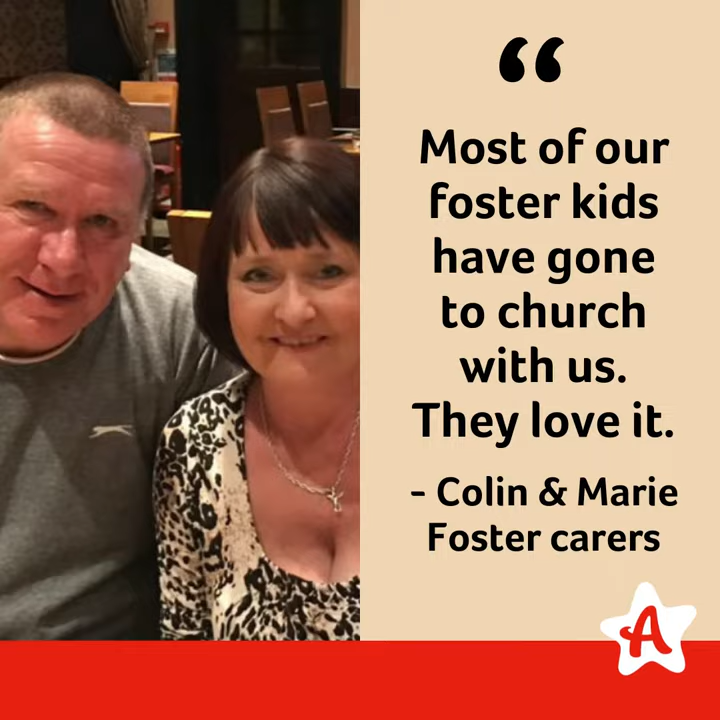 “
Most of our
foster kids
have gone
to church
with us.
They love it.
- Colin & Marie
Foster carers
A